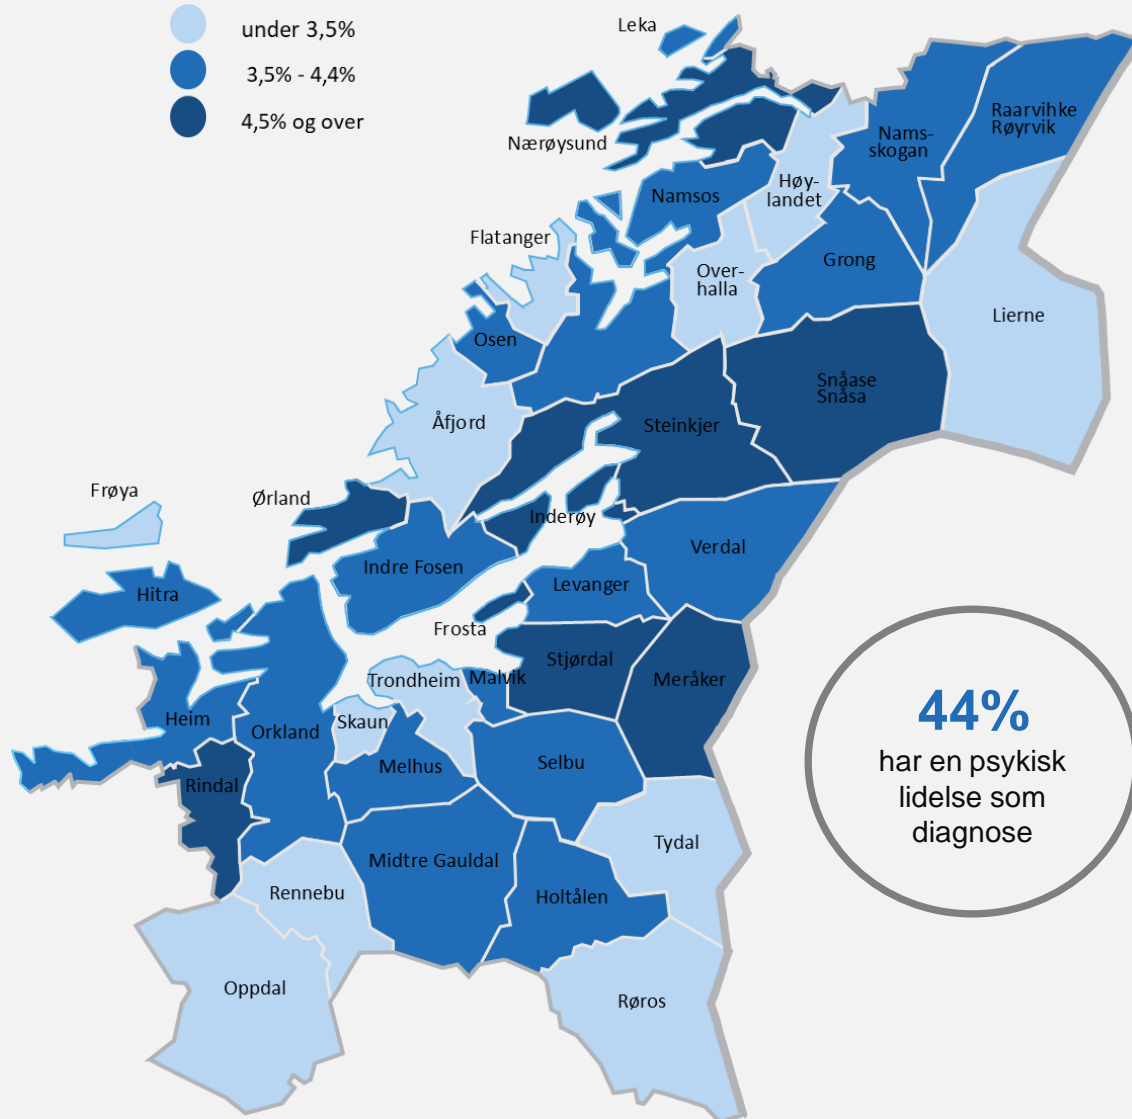 under 3,5%
3,5% - 4,4%
4,5% og over
Leka
Nærøysund
Nams-
skogan
Raarvihke
Røyrvik
Høy-
landet
Namsos
Flatanger
Over-
halla
Grong
Lierne
Osen
Snåase
Snåsa
Åfjord
Steinkjer
Frøya
Ørland
Inderøy
Verdal
Indre Fosen
Levanger
Hitra
Frosta
Stjørdal
Trondheim
Malvik
Meråker
Heim
Orkland
Skaun
Melhus
Selbu
Rindal
44%
har en psykisk
lidelse som
diagnose
Tydal
Midtre Gauldal
Rennebu
Holtålen
Oppdal
Røros